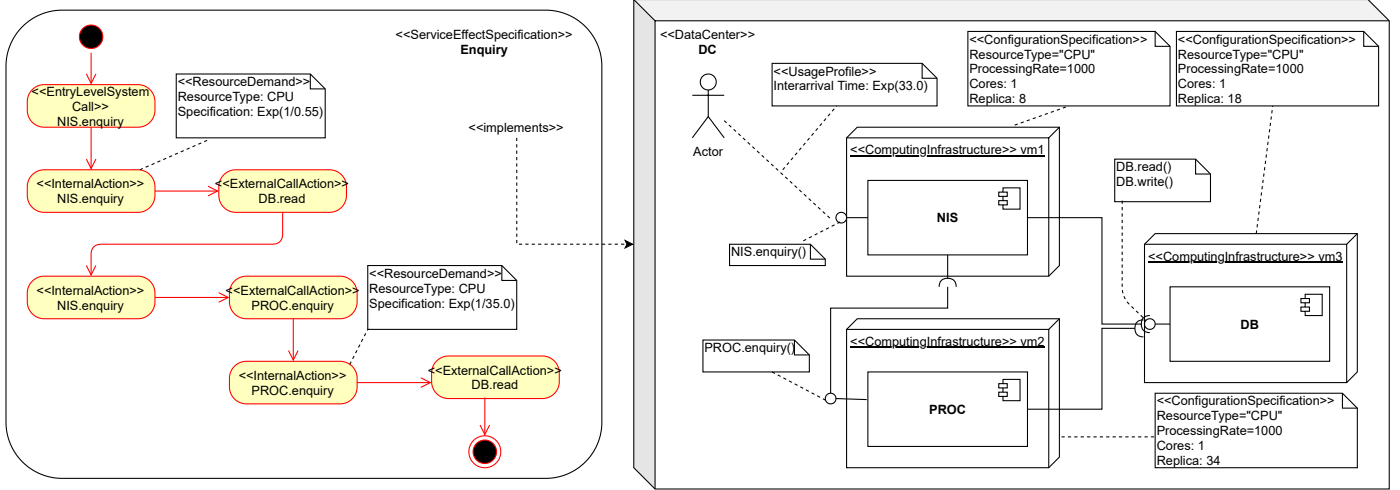 <<ServiceEffectSpecification>>
Enquiry
<<EntryLevelSystem
Call>>
NIS.enquiry
<<ResourceDemand>>
ResourceType: CPU
Specification: Exp(1/0.55)
<<InternalAction>>
NIS.enquiry
<<ExternalCallAction>>
DB.read
<<InternalAction>>
NIS.enquiry
<<ExternalCallAction>>
PROC.enquiry
<<ResourceDemand>>
ResourceType: CPU
Specification: Exp(1/35.0)
<<InternalAction>>
PROC.enquiry
<<ExternalCallAction>>
DB.read
<<implements>>
<<DataCenter>>
DC
Actor
<<UsageProfile>>
Interarrival Time: Exp(33.0)
<<ConfigurationSpecification>>
ResourceType="CPU"
ProcessingRate=1000
Cores: 1
Replica: 8
<<ConfigurationSpecification>>
ResourceType="CPU"
ProcessingRate=1000
Cores: 1
Replica: 18
<<ComputingInfrastructure>> vm1
NIS
NIS.enquiry()
DB.read()
DB.write()
<<ComputingInfrastructure>> vm3
DB
PROC.enquiry()
<<ComputingInfrastructure>> vm2
PROC
<<ConfigurationSpecification>>
ResourceType="CPU"
ProcessingRate=1000
Cores: 1
Replica: 34